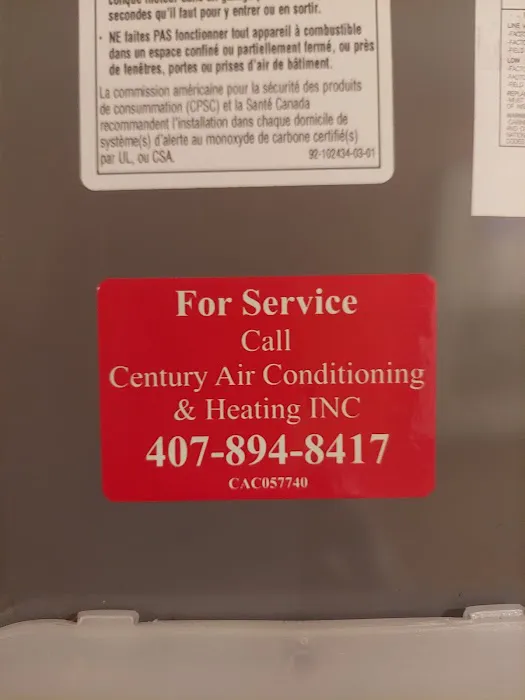 secondes qu'il faut pour y entrer ou en sortir.
• NE faites PAS fonctionner tout appareil à combustible
dans un espace confiné ou partiellement fermé, ou près
de fenêtres, portes ou prises d'air de bâtiment.
La commission américaine pour la sécurité des produits
de consommation (CPSC) et la Santé Canada
recommandent l'installation dans chaque domicile de
système(s) d'alerte au monoxyde de carbone certifié(s)
par UL, ou CSA.
92-102434-03-01
LINE
LOW
For Service
Call
Century Air Conditioning
& Heating INC
407-894-8417
CAC057740